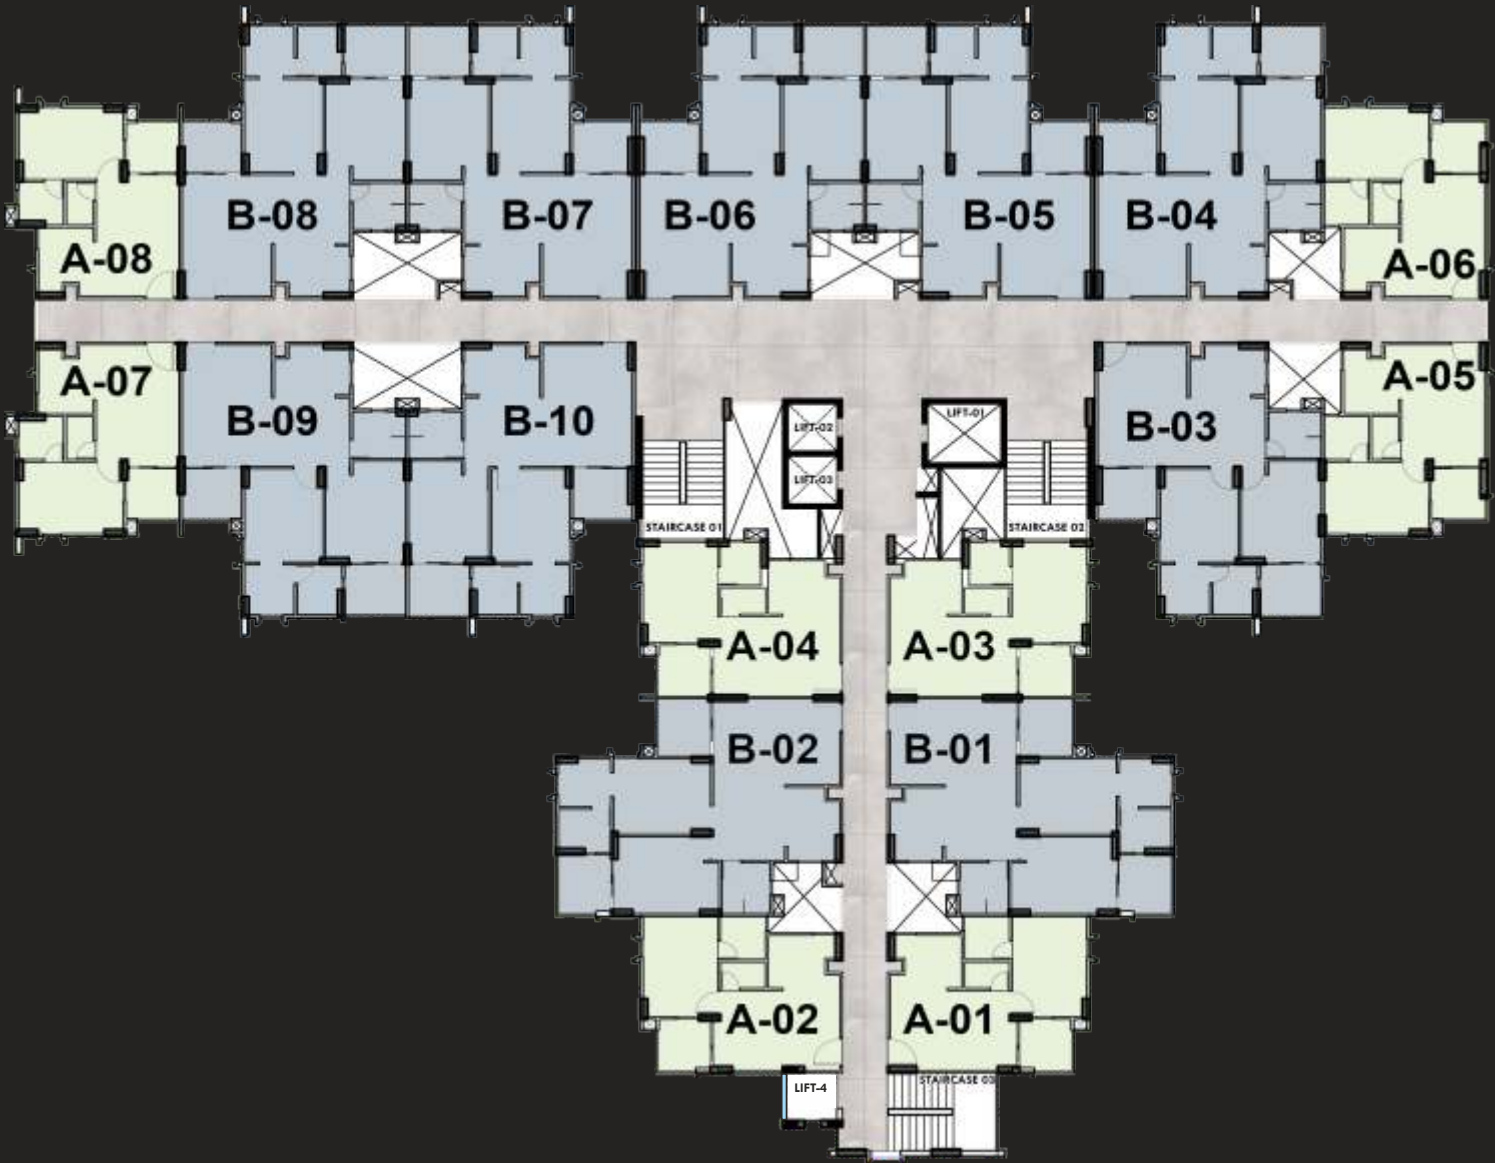 B-08
B-07
B-06
B-05
B-04
A-08
A-06
A-07
A-05
B-09
B-10
B-03
LIFT-01
LIFT-02
LIFT-03
STAIRCASE 01
STAIRCASE 02
A-04
A-03
B-02
B-01
A-02
A-01
LIFT-4
STAIRCASE 03